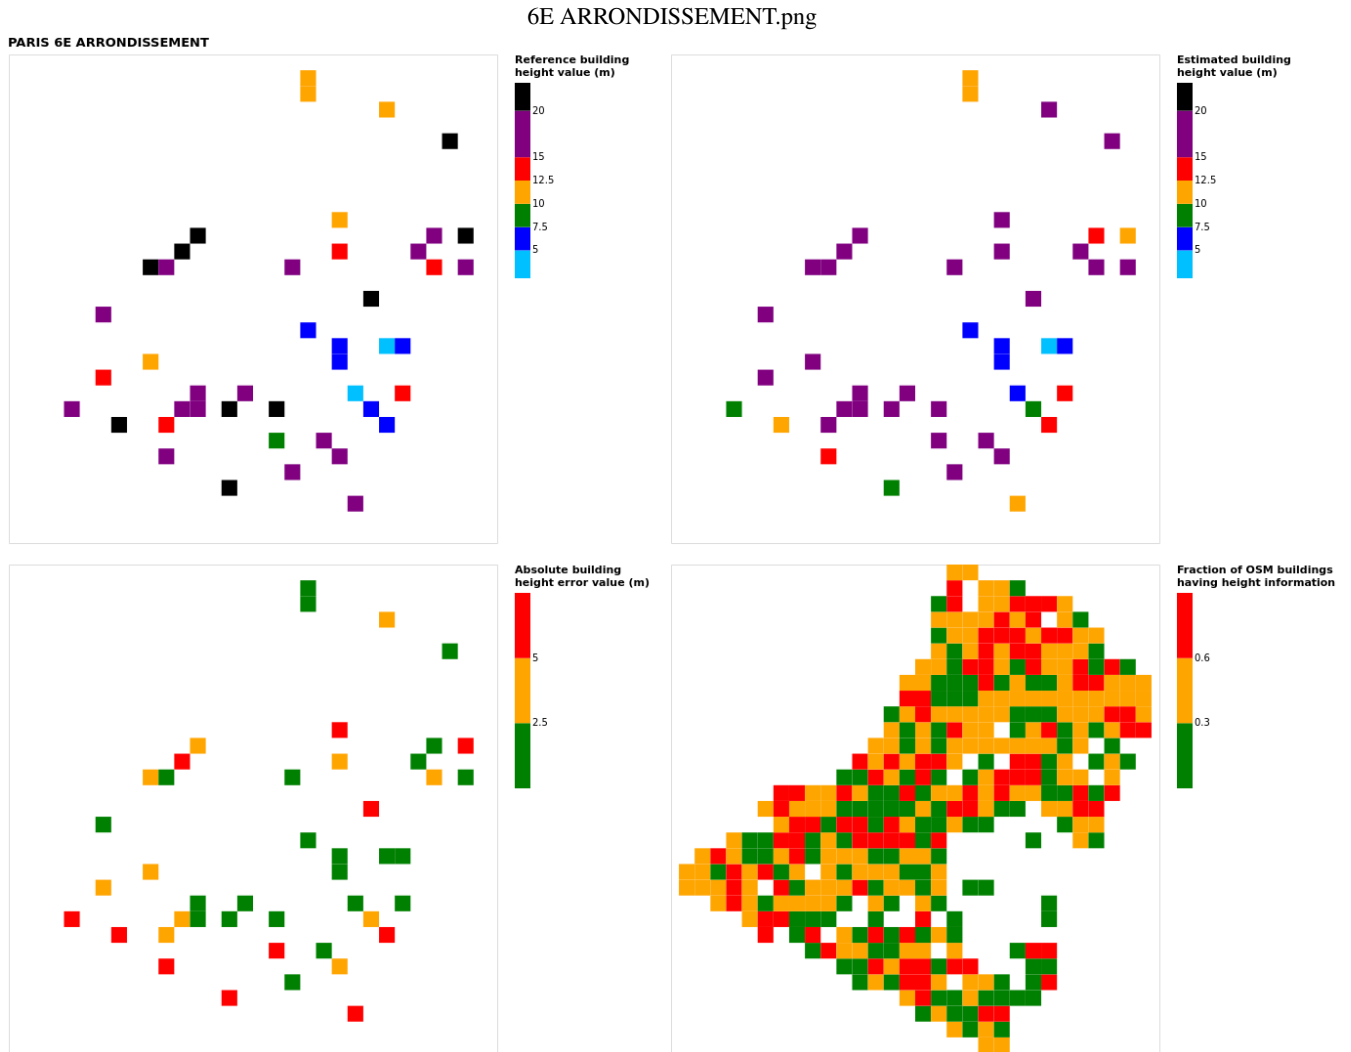 6E ARRONDISSEMENT.png
PARIS 6E ARRONDISSEMENT
Reference building
height value (m)
20
15
12.5
10
7.5
5
Estimated building
height value (m)
20
15
12.5
10
7.5
5
Absolute building
height error value (m)
5
2.5
Fraction of OSM buildings
having height information
0.6
0.3